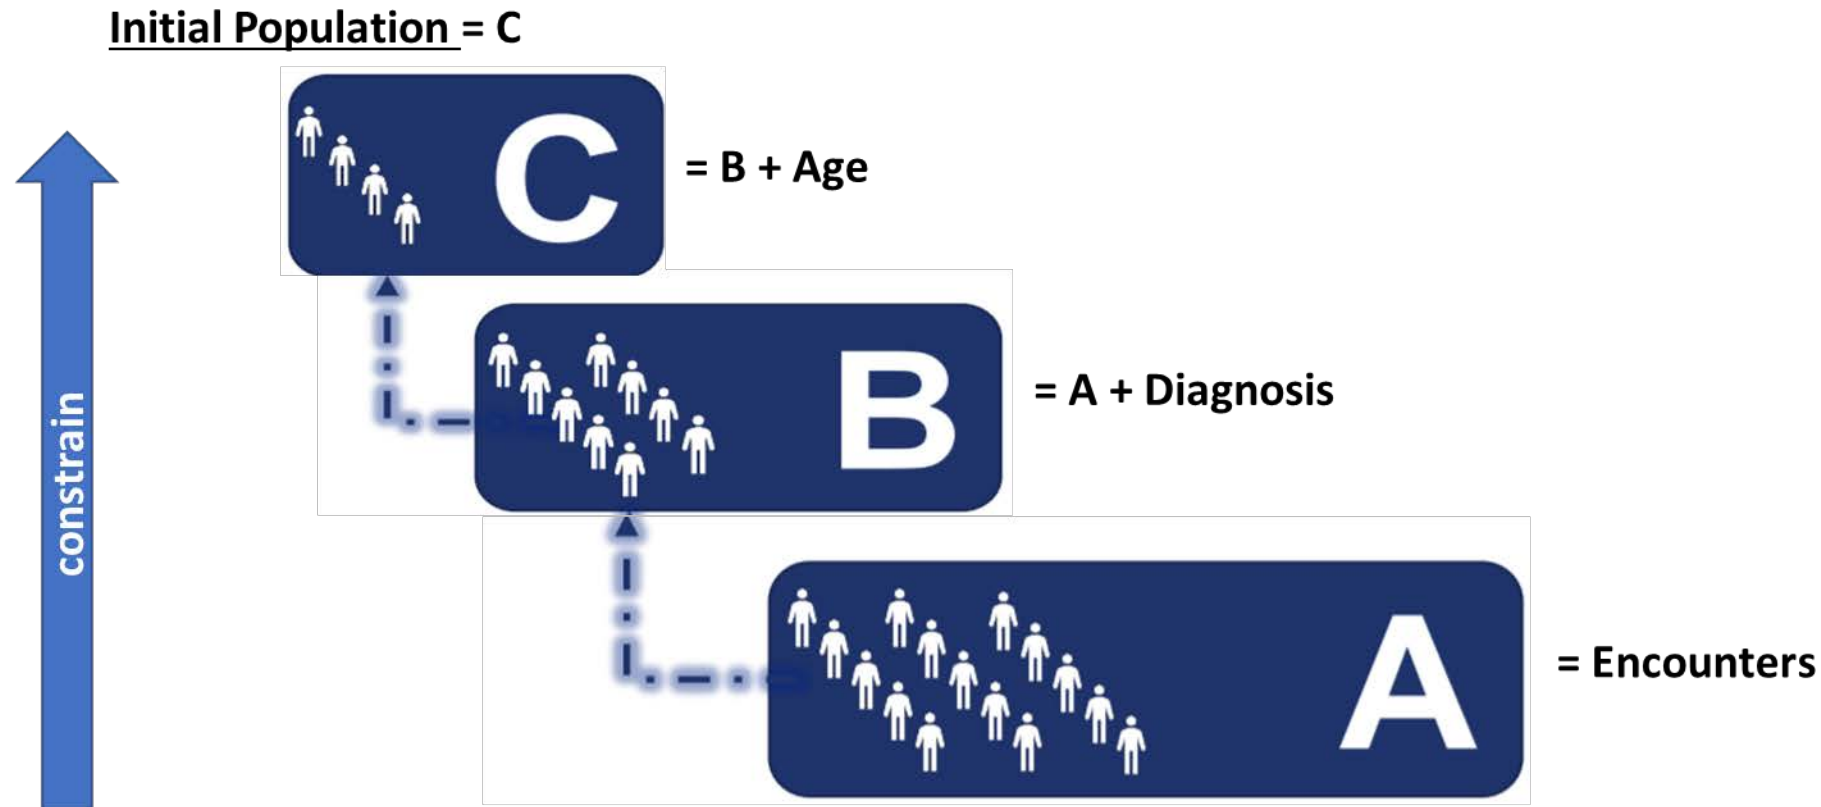 Initial Population = C
C
= B + Age
B
= A + Diagnosis
constrain
A
= Encounters